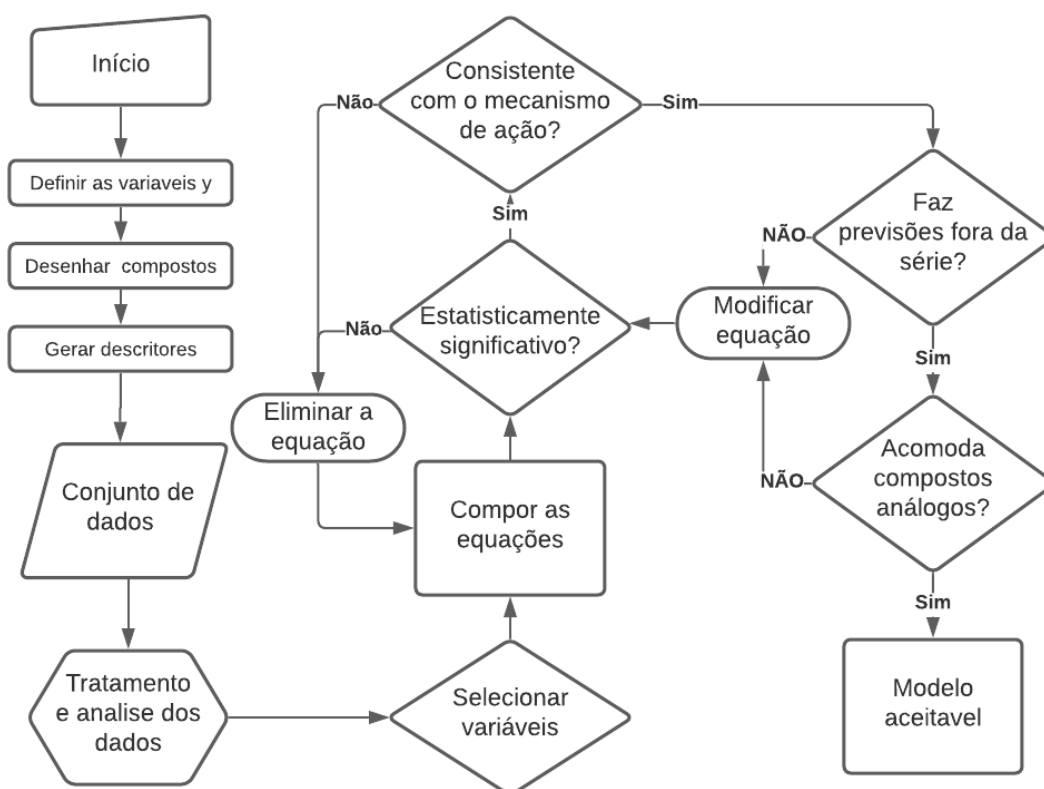 Início
Definir as variaveis y
Desenhar compostos
Gerar descritores
Conjunto de
dados
Tratamento
e analise dos
dados
Selecionar
variáveis
Compor as
equações
Estatisticamente
significativo?
Não
Eliminar a
equação
Sim
Consistente
com o mecanismo
de ação?
Não
Sim
Faz
previsões fora da
série?
NÃO
Modificar
equação
Sim
Acomoda
compostos
análogos?
NÃO
Sim
Modelo
aceitavel